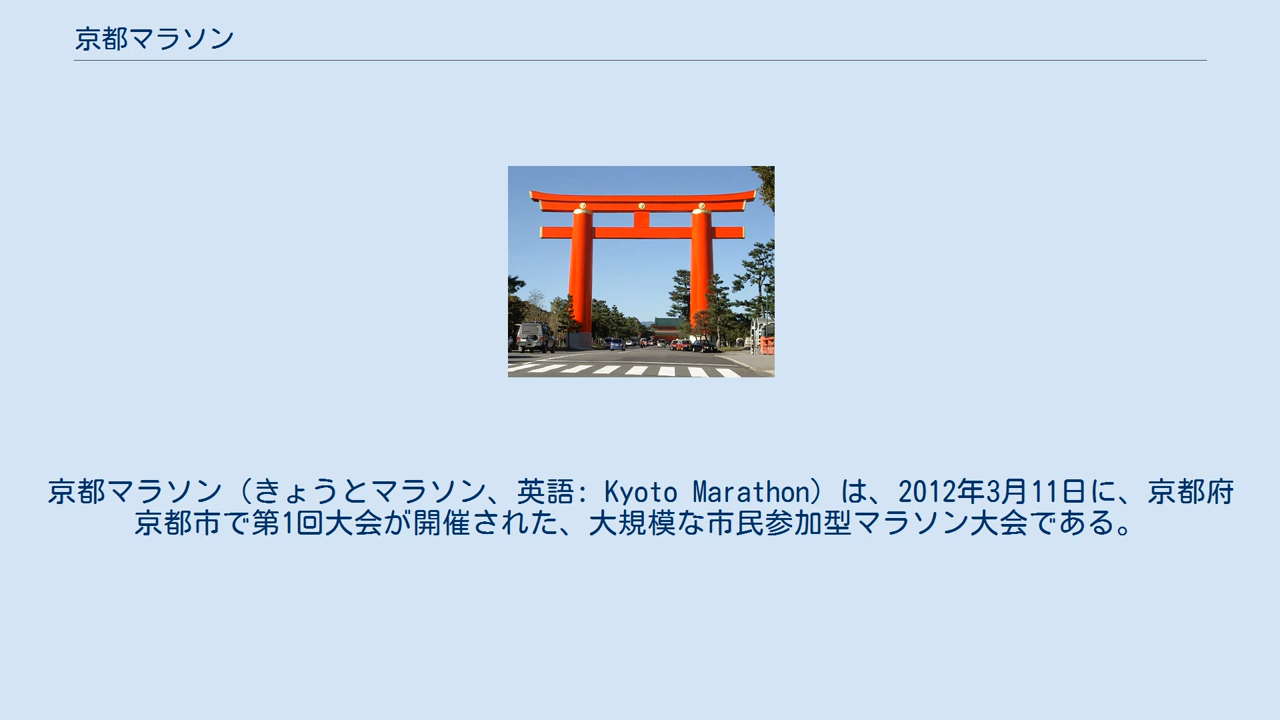 京都マラソン
京都マラソン（きょうとマラソン、英語: Kyoto Marathon）は、2012年3月11日に、京都府
京都市で第1回大会が開催された、大規模な市民参加型マラソン大会である。